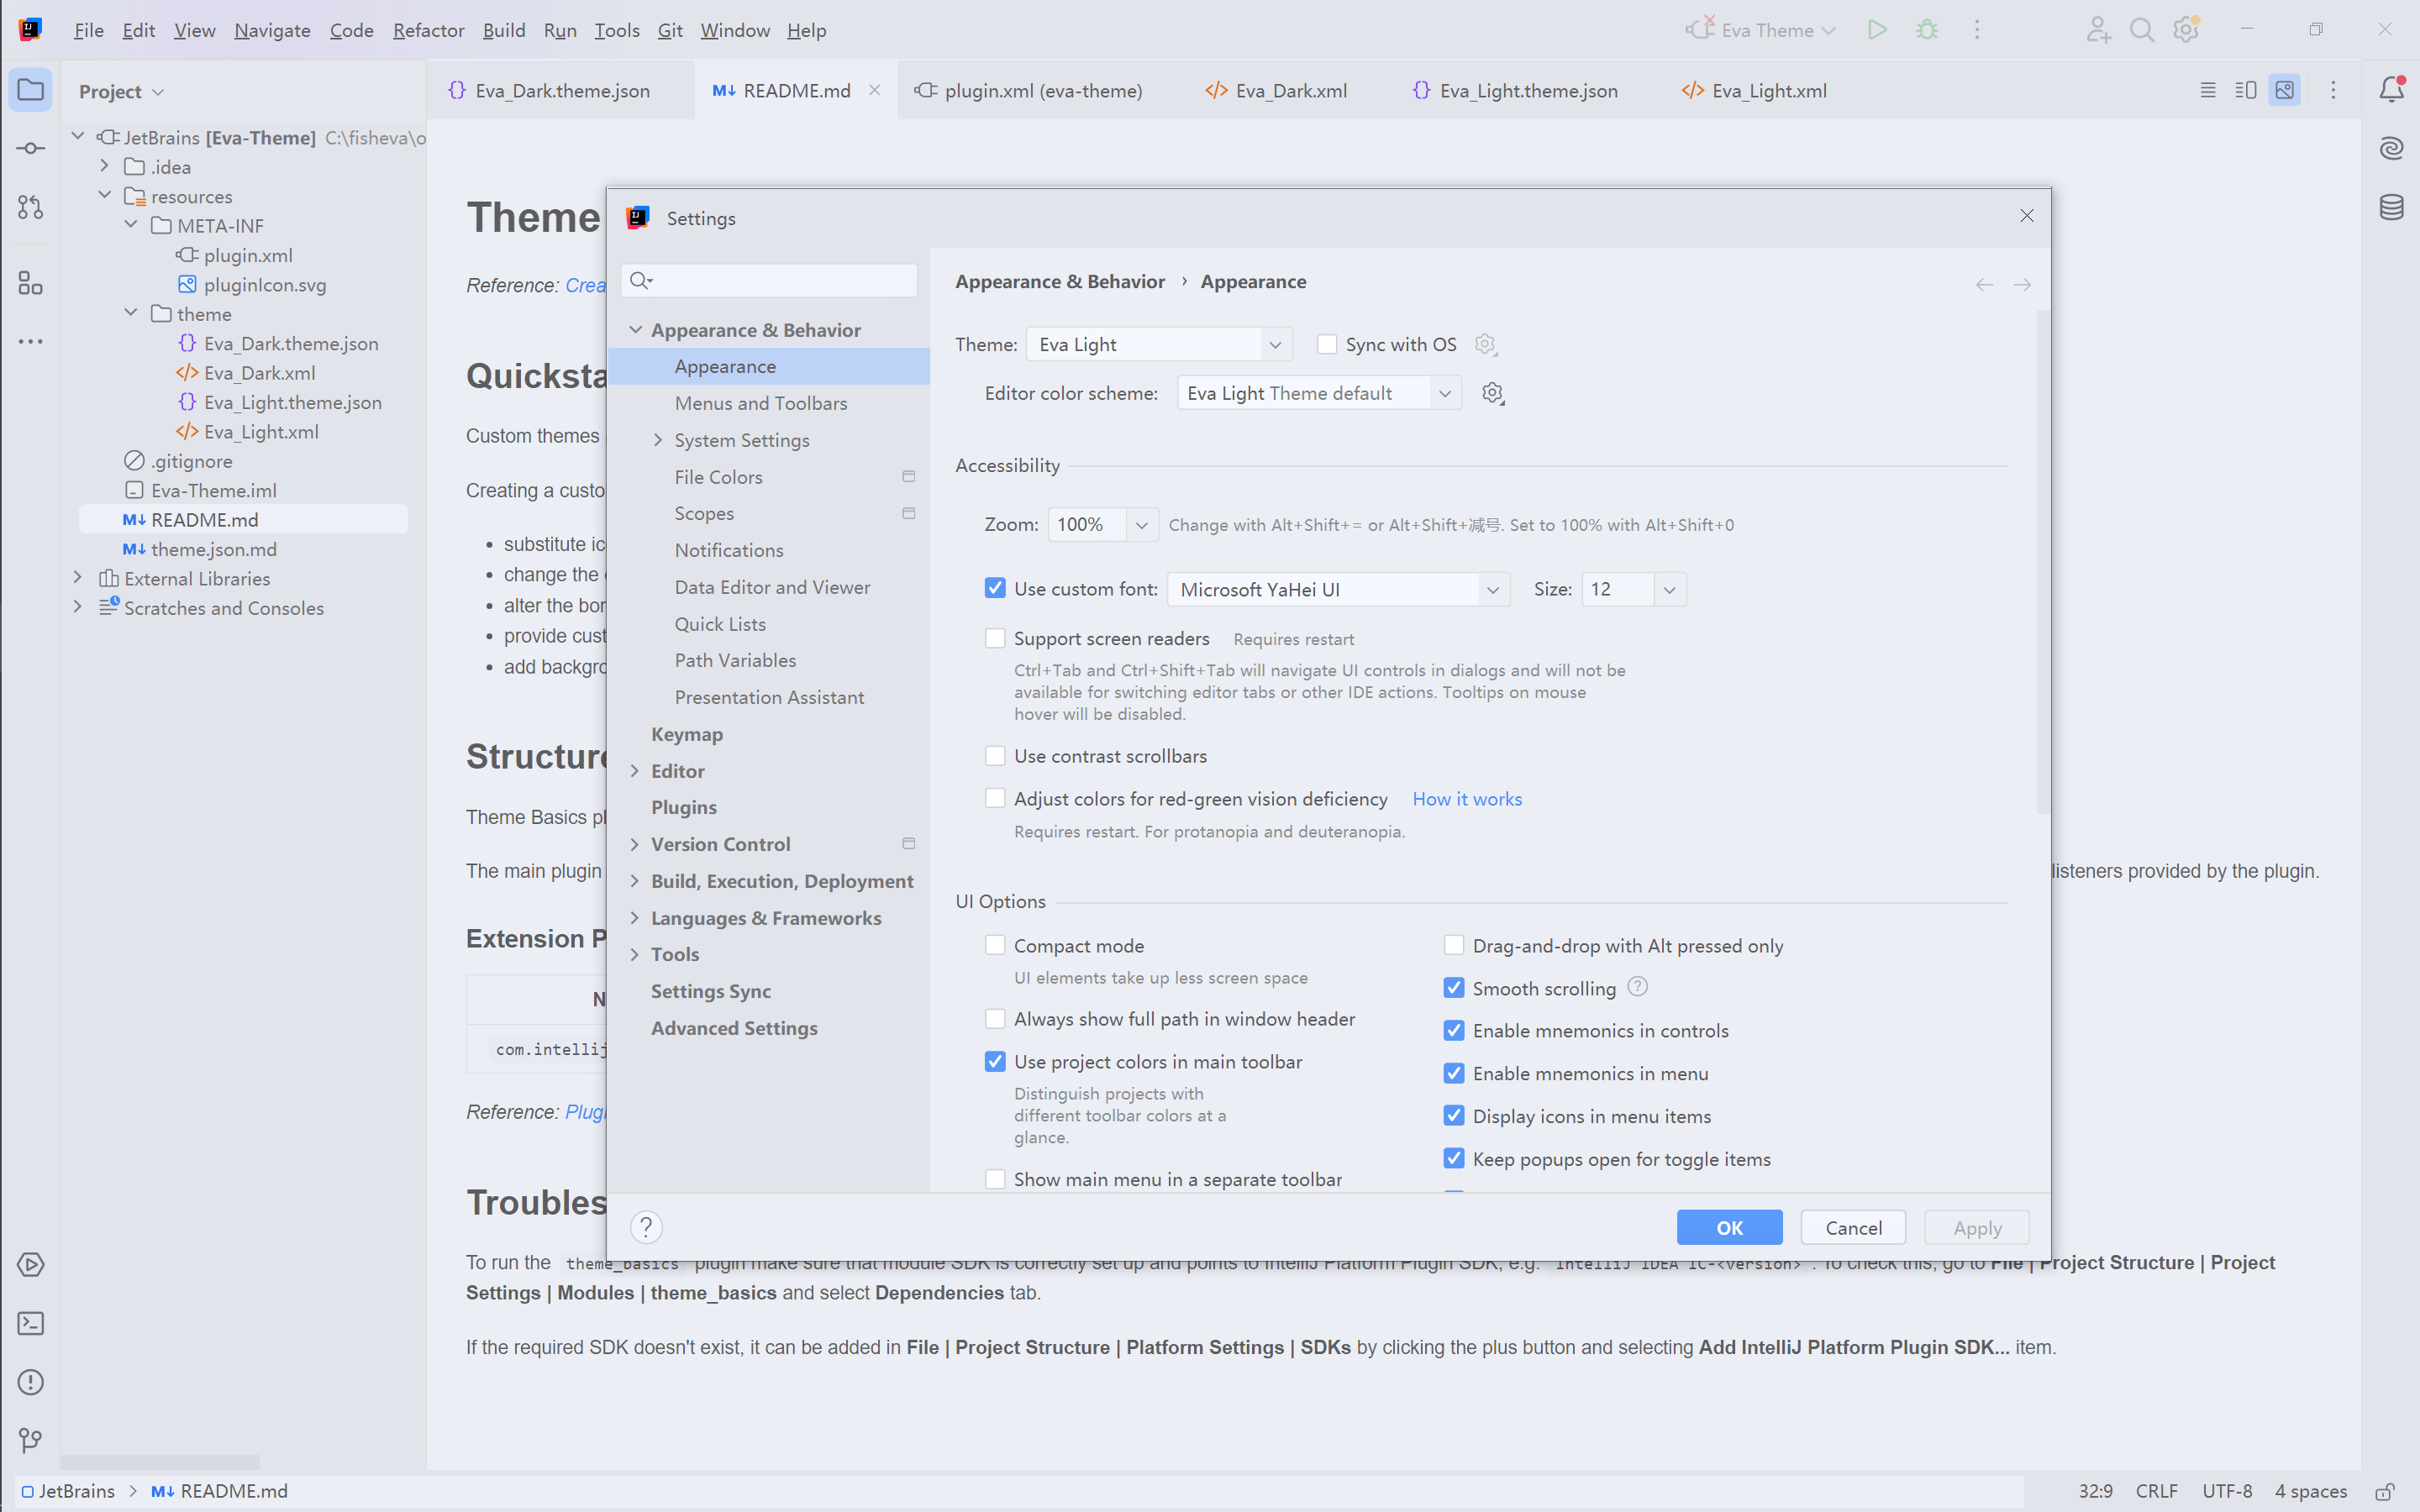 File Edit View Navigate Code Refactor Build Run Tools Git Window Help
Eva Theme
Project
Eva_Dark.theme.json
README.md
plugin.xml (eva-theme)
Eva_Dark.xml
Eva_Light.theme.json
Eva_Light.xml
JetBrains [Eva-Theme] C:\fisheva\o
.idea
resources
META-INF
plugin.xml
pluginIcon.svg
theme
Eva_Dark.theme.json
Eva_Dark.xml
Eva_Light.theme.json
Eva_Light.xml
.gitignore
Eva-Theme.iml
README.md
theme.json.md
External Libraries
Scratches and Consoles
Theme
Reference: Crea
Quicksta
Custom themes
Creating a custo
substitute ic
change the
alter the bor
provide cust
add backgro
Structure
Theme Basics pl
The main plugin
listeners provided by the plugin.
Extension P
N
com.intellij
Reference: Plug
Troubles
To run the theme_basics plugin make sure that module SDK is correctly set up and points to IntelliJ Platform Plugin SDK, e.g. IntelliJ IDEA IC-<version> . To check this, go to File | Project Structure | Project
Settings | Modules | theme_basics and select Dependencies tab.
If the required SDK doesn't exist, it can be added in File | Project Structure | Platform Settings | SDKs by clicking the plus button and selecting Add IntelliJ Platform Plugin SDK... item.
Settings
Appearance & Behavior
Appearance
Menus and Toolbars
System Settings
File Colors
Scopes
Notifications
Data Editor and Viewer
Quick Lists
Path Variables
Presentation Assistant
Keymap
Editor
Plugins
Version Control
Build, Execution, Deployment
Languages & Frameworks
Tools
Settings Sync
Advanced Settings
Appearance & Behavior › Appearance
Theme: Eva Light Sync with OS
Editor color scheme: Eva Light Theme default
Accessibility
Zoom: 100% Change with Alt+Shift+= or Alt+Shift+减号. Set to 100% with Alt+Shift+0
Use custom font: Microsoft YaHei UI Size: 12
Support screen readers Requires restart
Ctrl+Tab and Ctrl+Shift+Tab will navigate UI controls in dialogs and will not be
available for switching editor tabs or other IDE actions. Tooltips on mouse
hover will be disabled.
Use contrast scrollbars
Adjust colors for red-green vision deficiency How it works
Requires restart. For protanopia and deuteranopia.
UI Options
Compact mode
UI elements take up less screen space
Always show full path in window header
Use project colors in main toolbar
Distinguish projects with
different toolbar colors at a
glance.
Show main menu in a separate toolbar
Drag-and-drop with Alt pressed only
Smooth scrolling
Enable mnemonics in controls
Enable mnemonics in menu
Display icons in menu items
Keep popups open for toggle items
OK Cancel Apply
JetBrains README.md
32:9 CRLF UTF-8 4 spaces